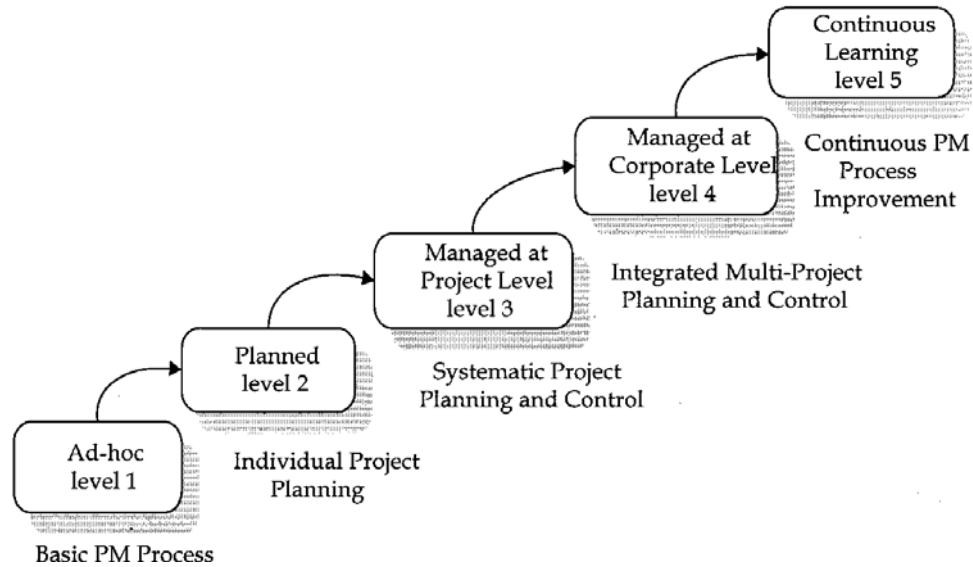 Continuous
Learning
level 5
Managed at
Corporate Level
level 4
Continuous PM
Process
Improvement
Managed at
Project Level
level 3
Integrated Multi-Project
Planning and Control
Planned
level 2
Systematic Project
Planning and Control
Ad-hoc
level 1
Individual Project
Planning
Basic PM Process